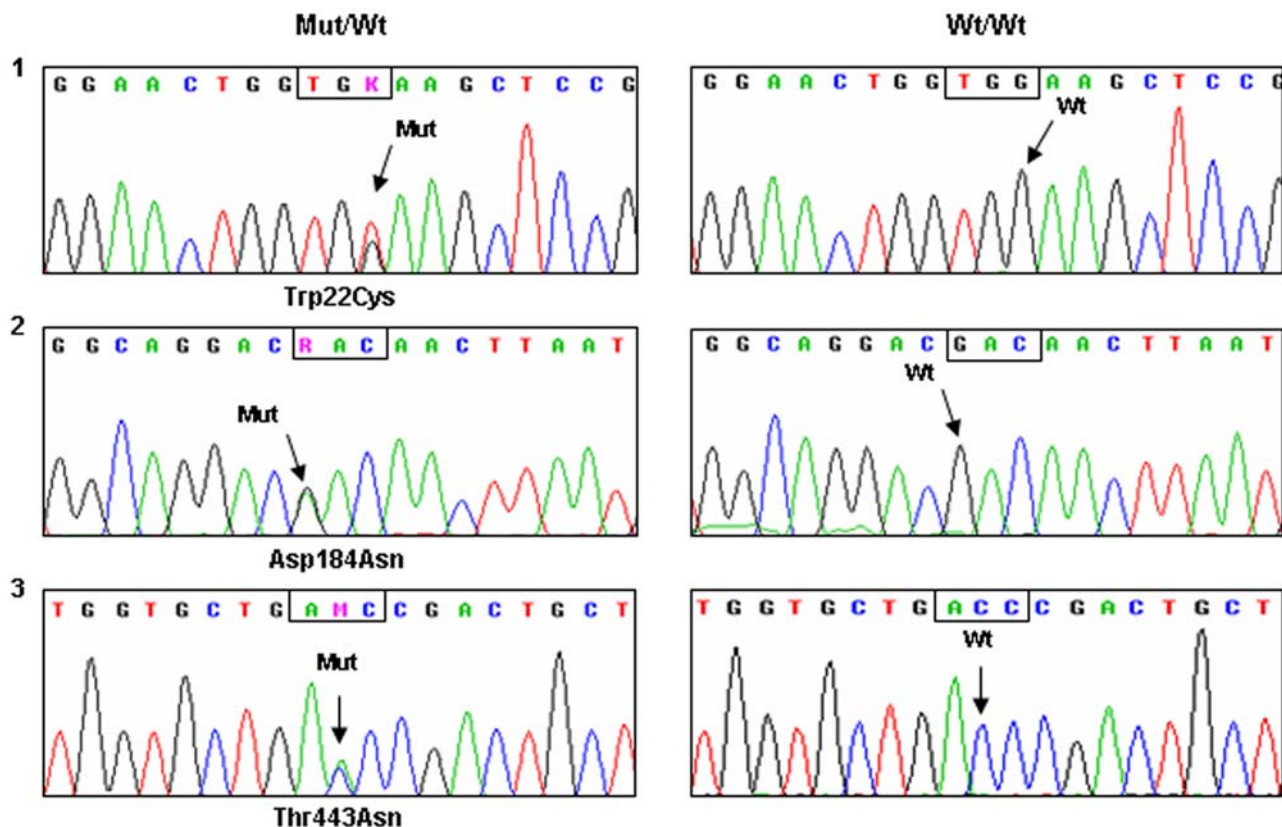 Mut/Wt Wt/Wt
1
G G A A C T G G T G K A A G C T C C G
G G A A C T G G T G G A A G C T C C G
Mut
Wt
Trp22Cys
2
G G C A G G A C R A C A A C T T A A T
G G C A G G A C G A C A A C T T A A T
Mut
Wt
Asp184Asn
3
T G G T G C T G A M C C G A C T G C T
T G G T G C T G A C C C G A C T G C T
Mut
Wt
Thr443Asn